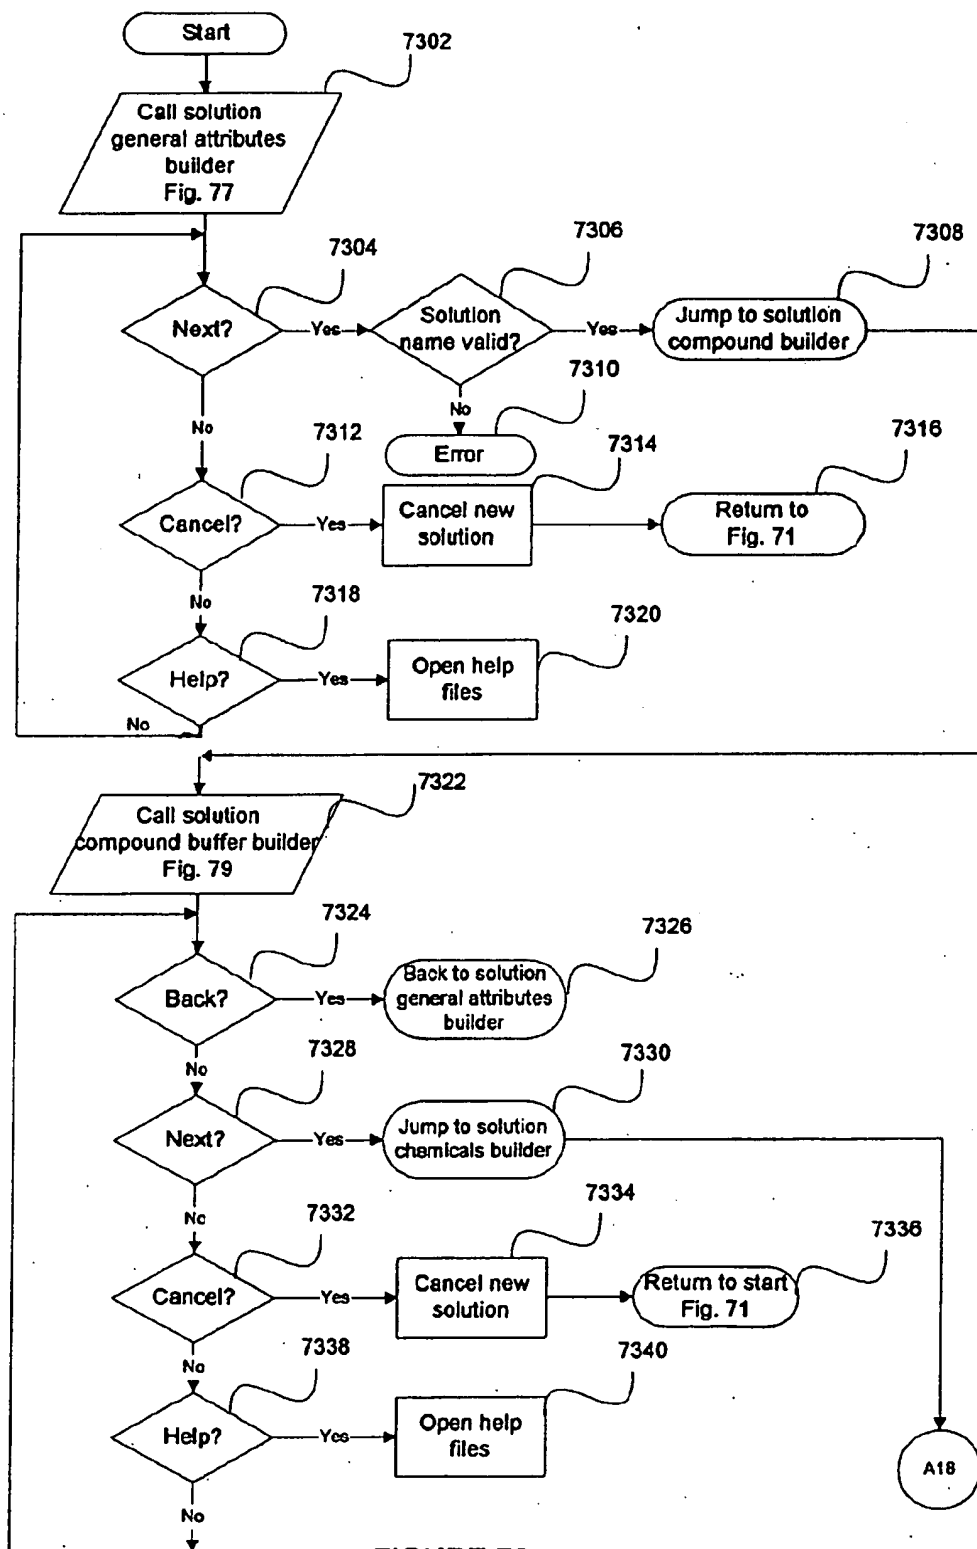 Start
7302
Call solution
general attributes
builder
Fig. 77
7304
7306
7308
Next?
Yes
Solution
name valid?
Yes
Jump to solution
compound builder
No
7310
Error
No
7312
7314
7316
Cancel?
Yes
Cancel new
solution
Return to
Fig. 71
No
7318
7320
Help?
Yes
Open help
files
No
7322
Call solution
compound buffer builder
Fig. 79
7324
7326
Back?
Yes
Back to solution
general attributes
builder
No
7328
7330
Next?
Yes
Jump to solution
chemicals builder
No
7332
7334
7336
Cancel?
Yes
Cancel new
solution
Return to start
Fig. 71
No
7338
7340
Help?
Yes
Open help
files
A18
No